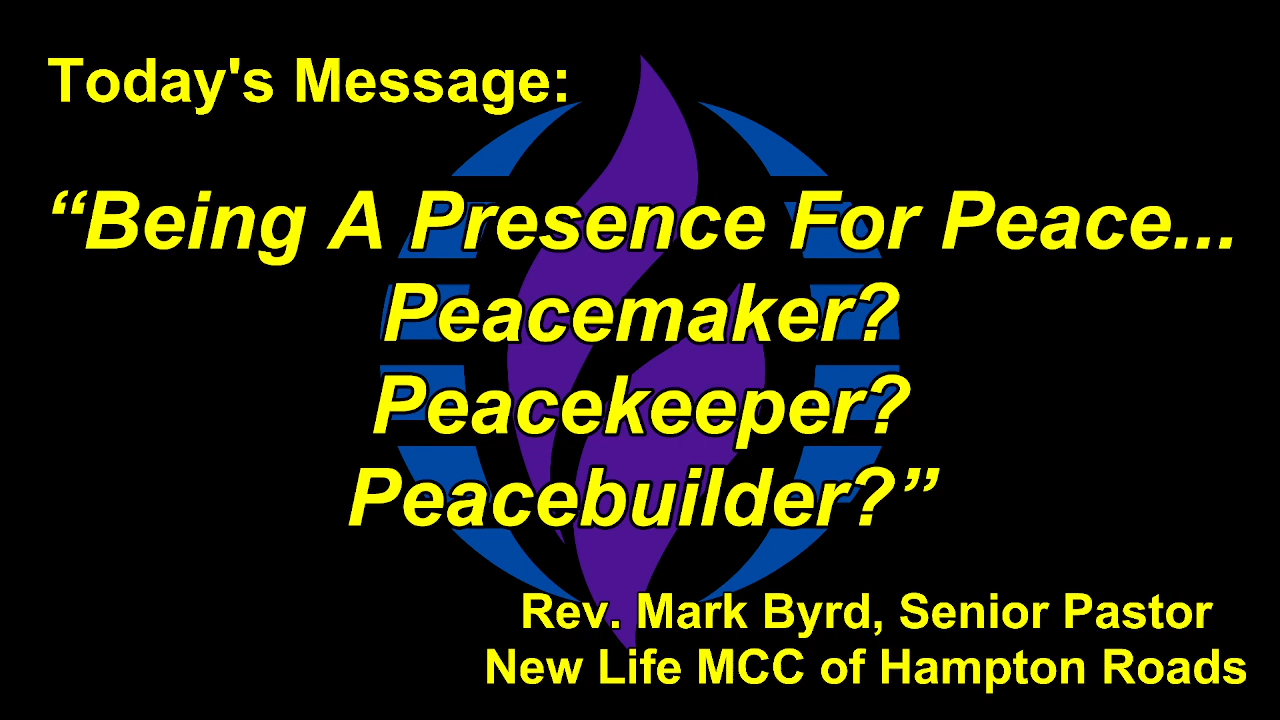 Today's Message:
“Being A Presence For Peace...
Peacemaker?
Peacekeeper?
Peacebuilder?”
Rev. Mark Byrd, Senior Pastor
New Life MCC of Hampton Roads